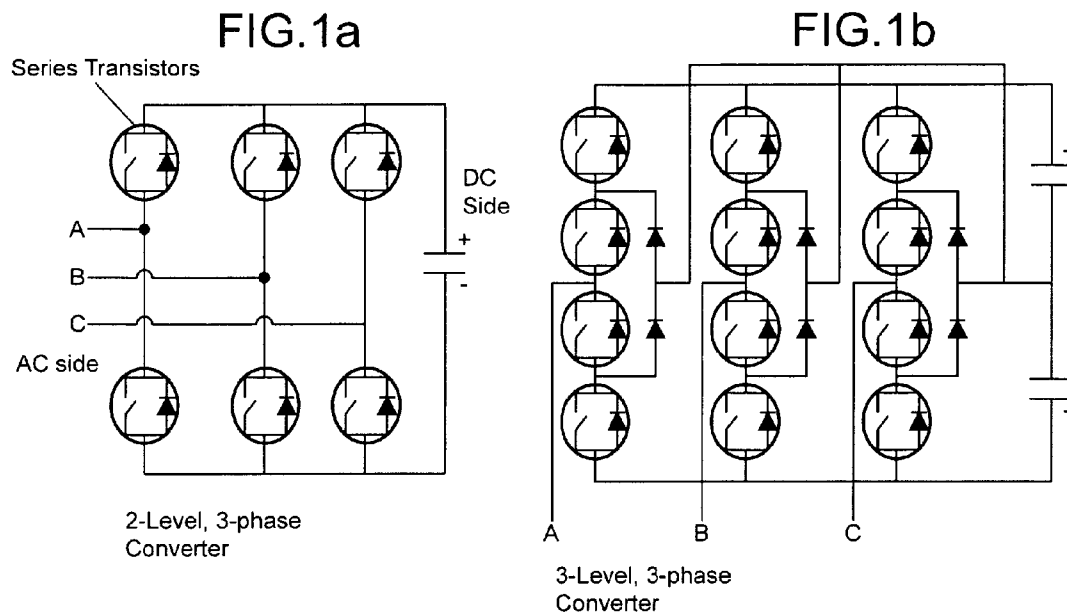 FIG.1a
Series Transistors
DC
Side
+
-
A
B
C
AC side
2-Level, 3-phase
Converter
FIG.1b
A
B
C
3-Level, 3-phase
Converter